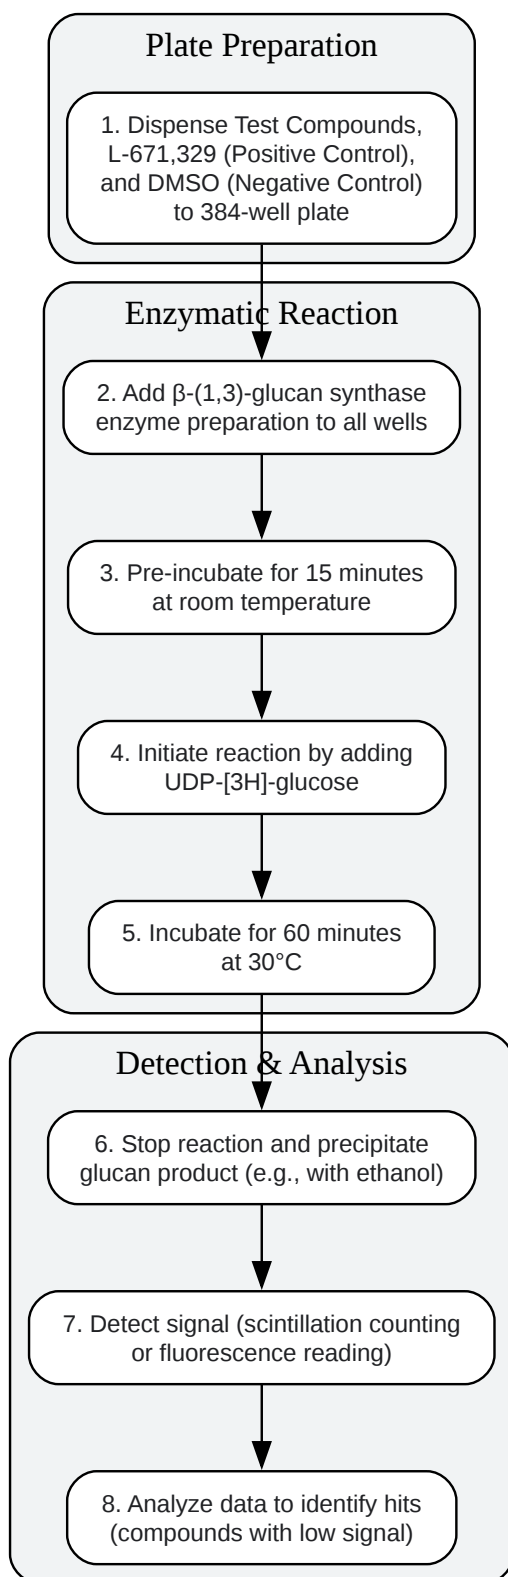 Plate Preparation
1. Dispense Test Compounds,
L-671,329 (Positive Control),
and DMSO (Negative Control)
to 384-well plate
Enzymatic Reaction
2. Add β-(1,3)-glucan synthase
enzyme preparation to all wells
3. Pre-incubate for 15 minutes
at room temperature
4. Initiate reaction by adding
UDP-[3H]-glucose
5. Incubate for 60 minutes
at 30°C
Detection & Analysis
6. Stop reaction and precipitate
glucan product (e.g., with ethanol)
7. Detect signal (scintillation counting
or fluorescence reading)
8. Analyze data to identify hits
(compounds with low signal)